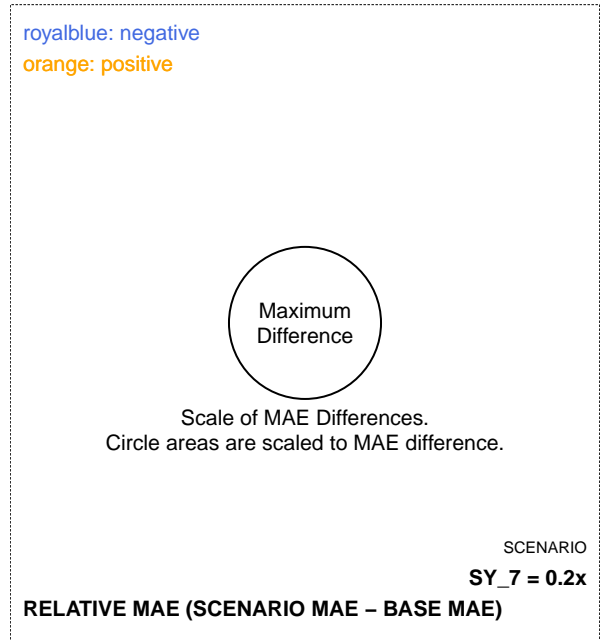 royalblue: negative
orange: positive
Maximum
Difference
Scale of MAE Differences.
Circle areas are scaled to MAE difference.
SCENARIO
SY_7 = 0.2x
RELATIVE MAE (SCENARIO MAE − BASE MAE)